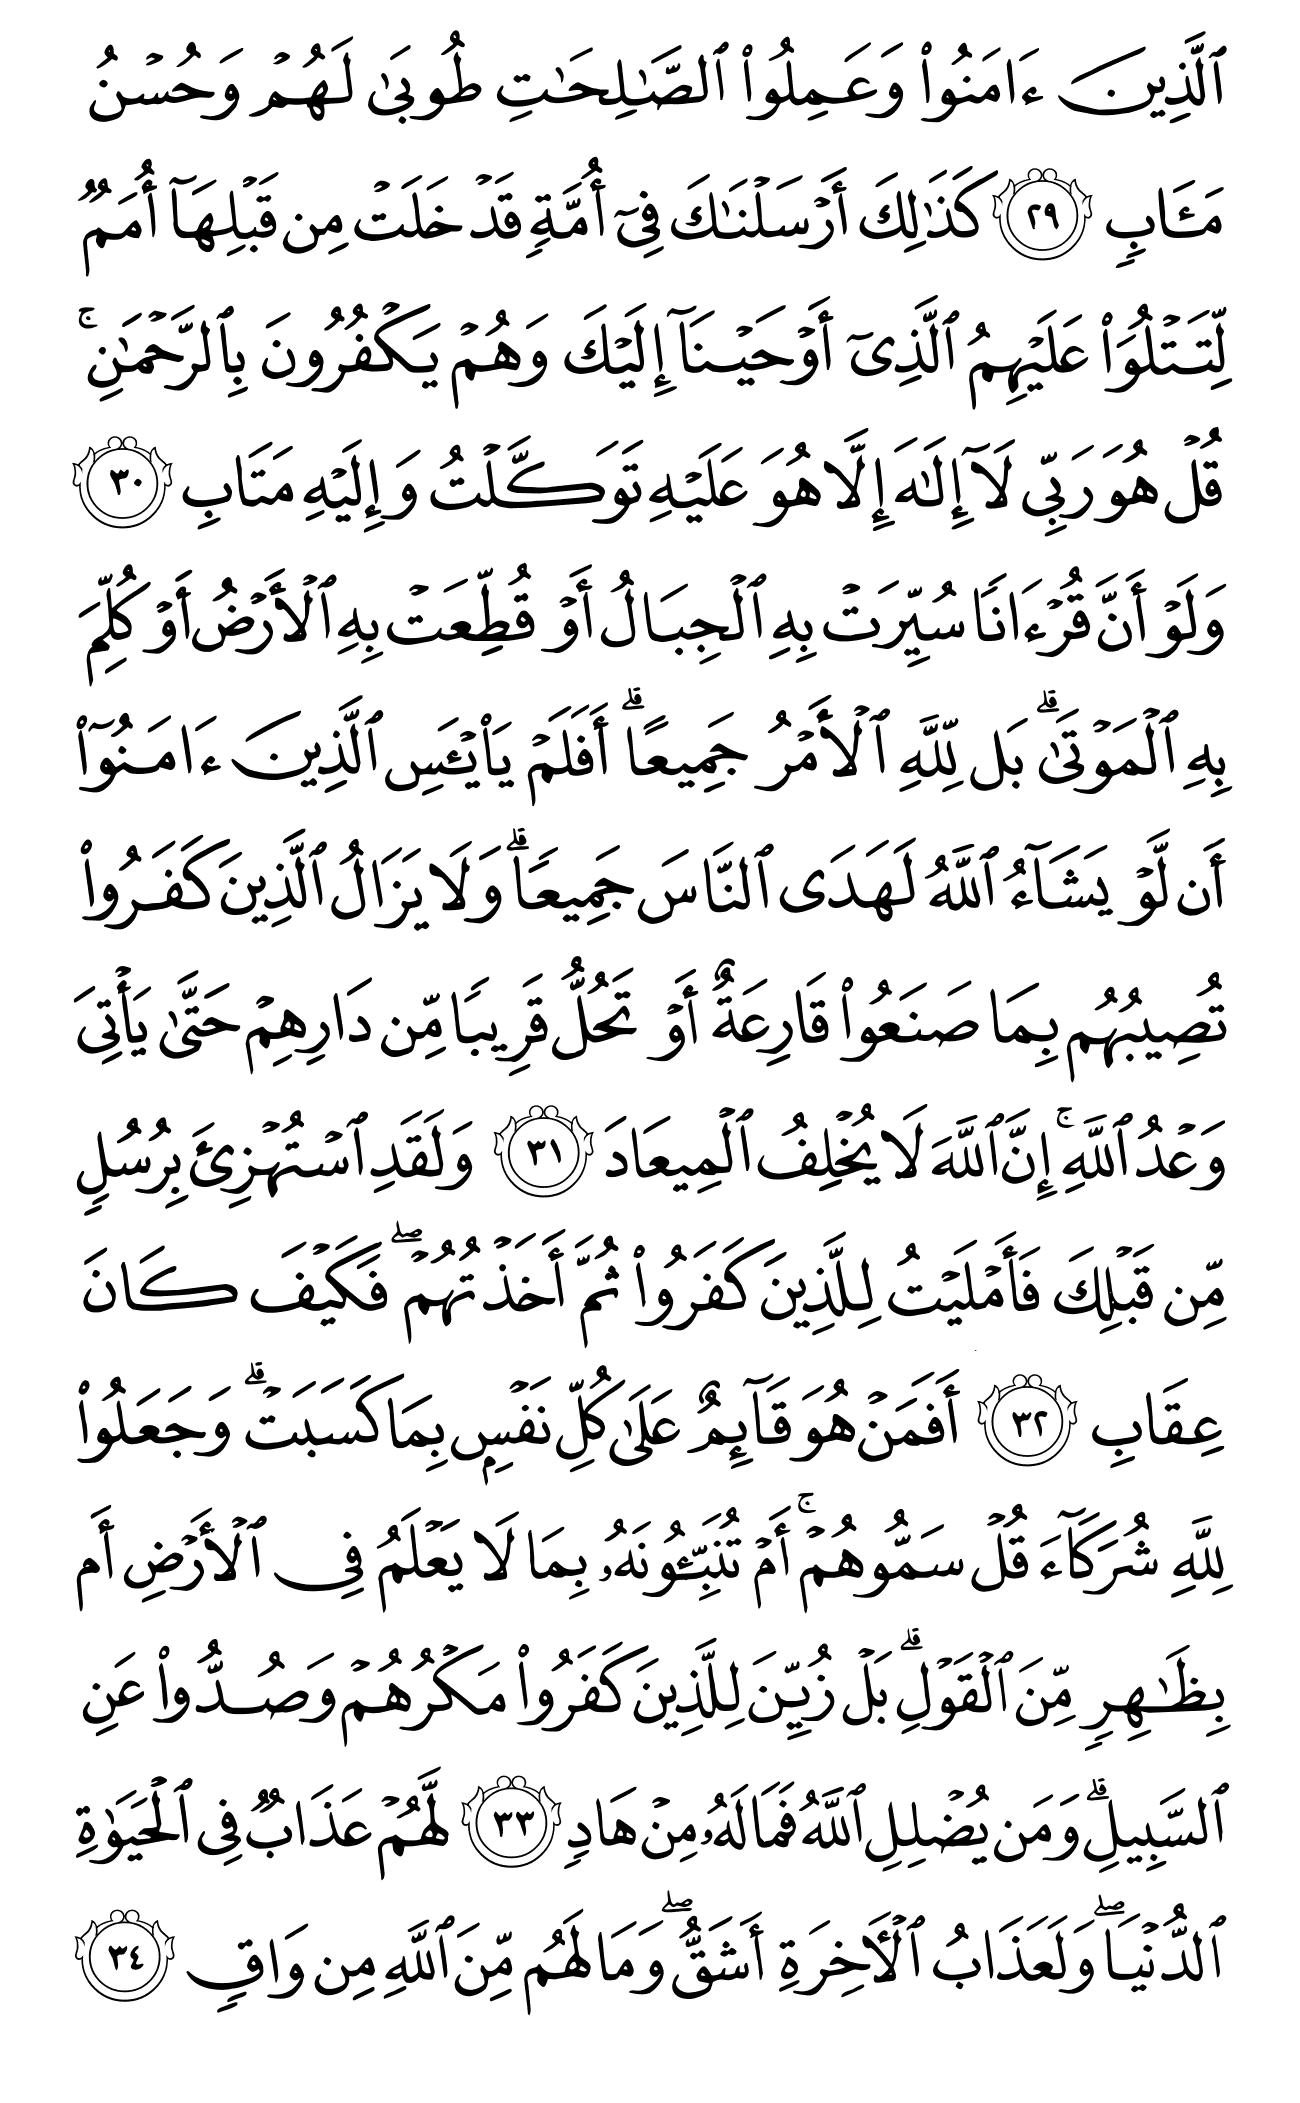 ٱلَّذِينَ ءَامَنُوا۟ وَعَمِلُوا۟ ٱلصَّـٰلِحَـٰتِ طُوبَىٰ لَهُمْ وَحُسْنُ
مَـَٔابٍ ٢٩ كَذَٰلِكَ أَرْسَلْنَـٰكَ فِىٓ أُمَّةٍ قَدْ خَلَتْ مِن قَبْلِهَآ أُمَمٌ
لِّتَتْلُوَا۟ عَلَيْهِمُ ٱلَّذِىٓ أَوْحَيْنَآ إِلَيْكَ وَهُمْ يَكْفُرُونَ بِٱلرَّحْمَـٰنِ ۚ
قُلْ هُوَ رَبِّى لَآ إِلَـٰهَ إِلَّا هُوَ عَلَيْهِ تَوَكَّلْتُ وَإِلَيْهِ مَتَابِ ٣٠
وَلَوْ أَنَّ قُرْءَانًا سُيِّرَتْ بِهِ ٱلْجِبَالُ أَوْ قُطِّعَتْ بِهِ ٱلْأَرْضُ أَوْ كُلِّمَ
بِهِ ٱلْمَوْتَىٰ ۗ بَل لِّلَّهِ ٱلْأَمْرُ جَمِيعًا ۗ أَفَلَمْ يَا۟يْـَٔسِ ٱلَّذِينَ ءَامَنُوٓا۟
أَن لَّوْ يَشَآءُ ٱللَّهُ لَهَدَى ٱلنَّاسَ جَمِيعًا ۗ وَلَا يَزَالُ ٱلَّذِينَ كَفَرُوا۟
تُصِيبُهُم بِمَا صَنَعُوا۟ قَارِعَةٌ أَوْ تَحُلُّ قَرِيبًا مِّن دَارِهِمْ حَتَّىٰ يَأْتِىَ
وَعْدُ ٱللَّهِ ۚ إِنَّ ٱللَّهَ لَا يُخْلِفُ ٱلْمِيعَادَ ٣١ وَلَقَدِ ٱسْتُهْزِئَ بِرُسُلٍ
مِّن قَبْلِكَ فَأَمْلَيْتُ لِلَّذِينَ كَفَرُوا۟ ثُمَّ أَخَذْتُهُمْ ۖ فَكَيْفَ كَانَ
عِقَابِ ٣٢ أَفَمَنْ هُوَ قَآئِمٌ عَلَىٰ كُلِّ نَفْسٍۭ بِمَا كَسَبَتْ ۗ وَجَعَلُوا۟
لِلَّهِ شُرَكَآءَ قُلْ سَمُّوهُمْ ۚ أَمْ تُنَبِّـُٔونَهُۥ بِمَا لَا يَعْلَمُ فِى ٱلْأَرْضِ أَم
بِظَـٰهِرٍ مِّنَ ٱلْقَوْلِ ۗ بَلْ زُيِّنَ لِلَّذِينَ كَفَرُوا۟ مَكْرُهُمْ وَصُدُّوا۟ عَنِ
ٱلسَّبِيلِ ۗ وَمَن يُضْلِلِ ٱللَّهُ فَمَا لَهُۥ مِنْ هَادٍ ٣٣ لَّهُمْ عَذَابٌ فِى ٱلْحَيَوٰةِ
ٱلدُّنْيَا ۖ وَلَعَذَابُ ٱلْـَٔاخِرَةِ أَشَقُّ ۖ وَمَا لَهُم مِّنَ ٱللَّهِ مِن وَاقٍ ٣٤